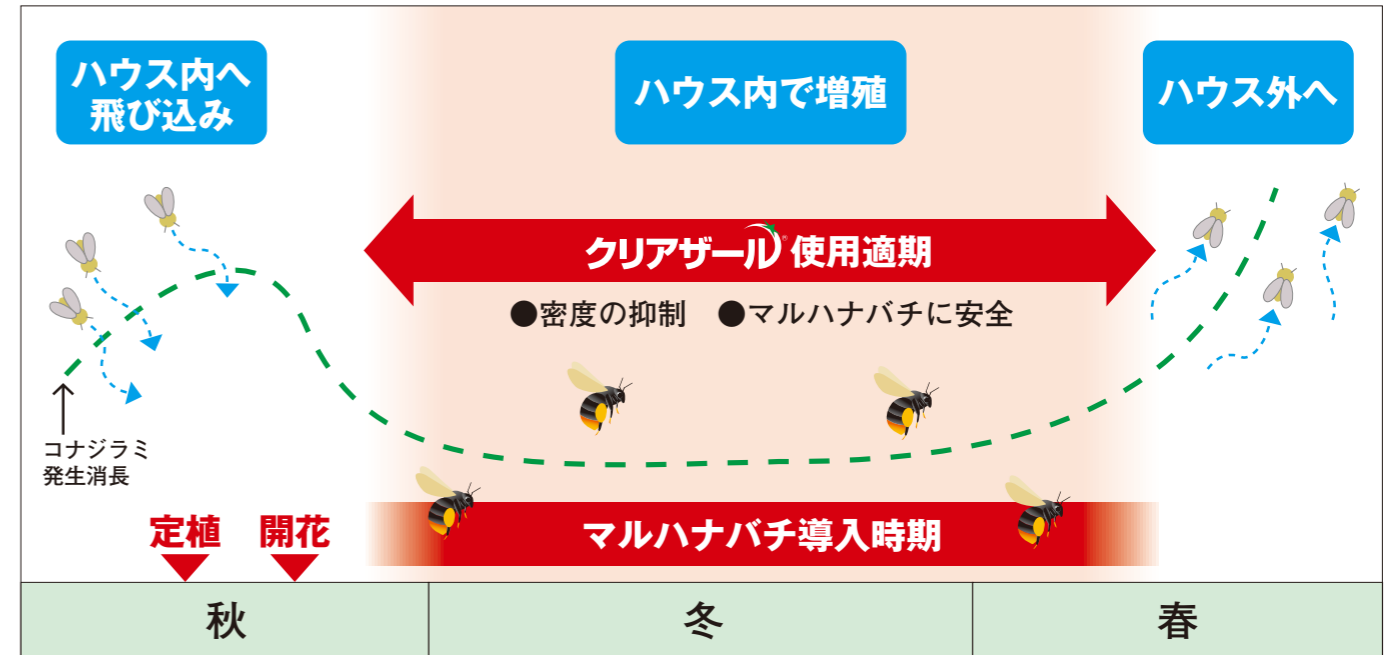 ハウス内へ
飛び込み
ハウス内で増殖
ハウス外へ
クリアザール® 使用適期
●密度の抑制 ●マルハナバチに安全
コナジラミ
発生消長
定植 開花
マルハナバチ導入時期
秋 冬 春